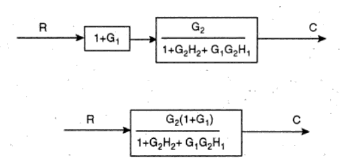 R 1+G₁ G₂ C
1+G₂H₂+ G₁G₂H₁
R G₂(1+G₁) C
1+G₂H₂+ G₁G₂H₁